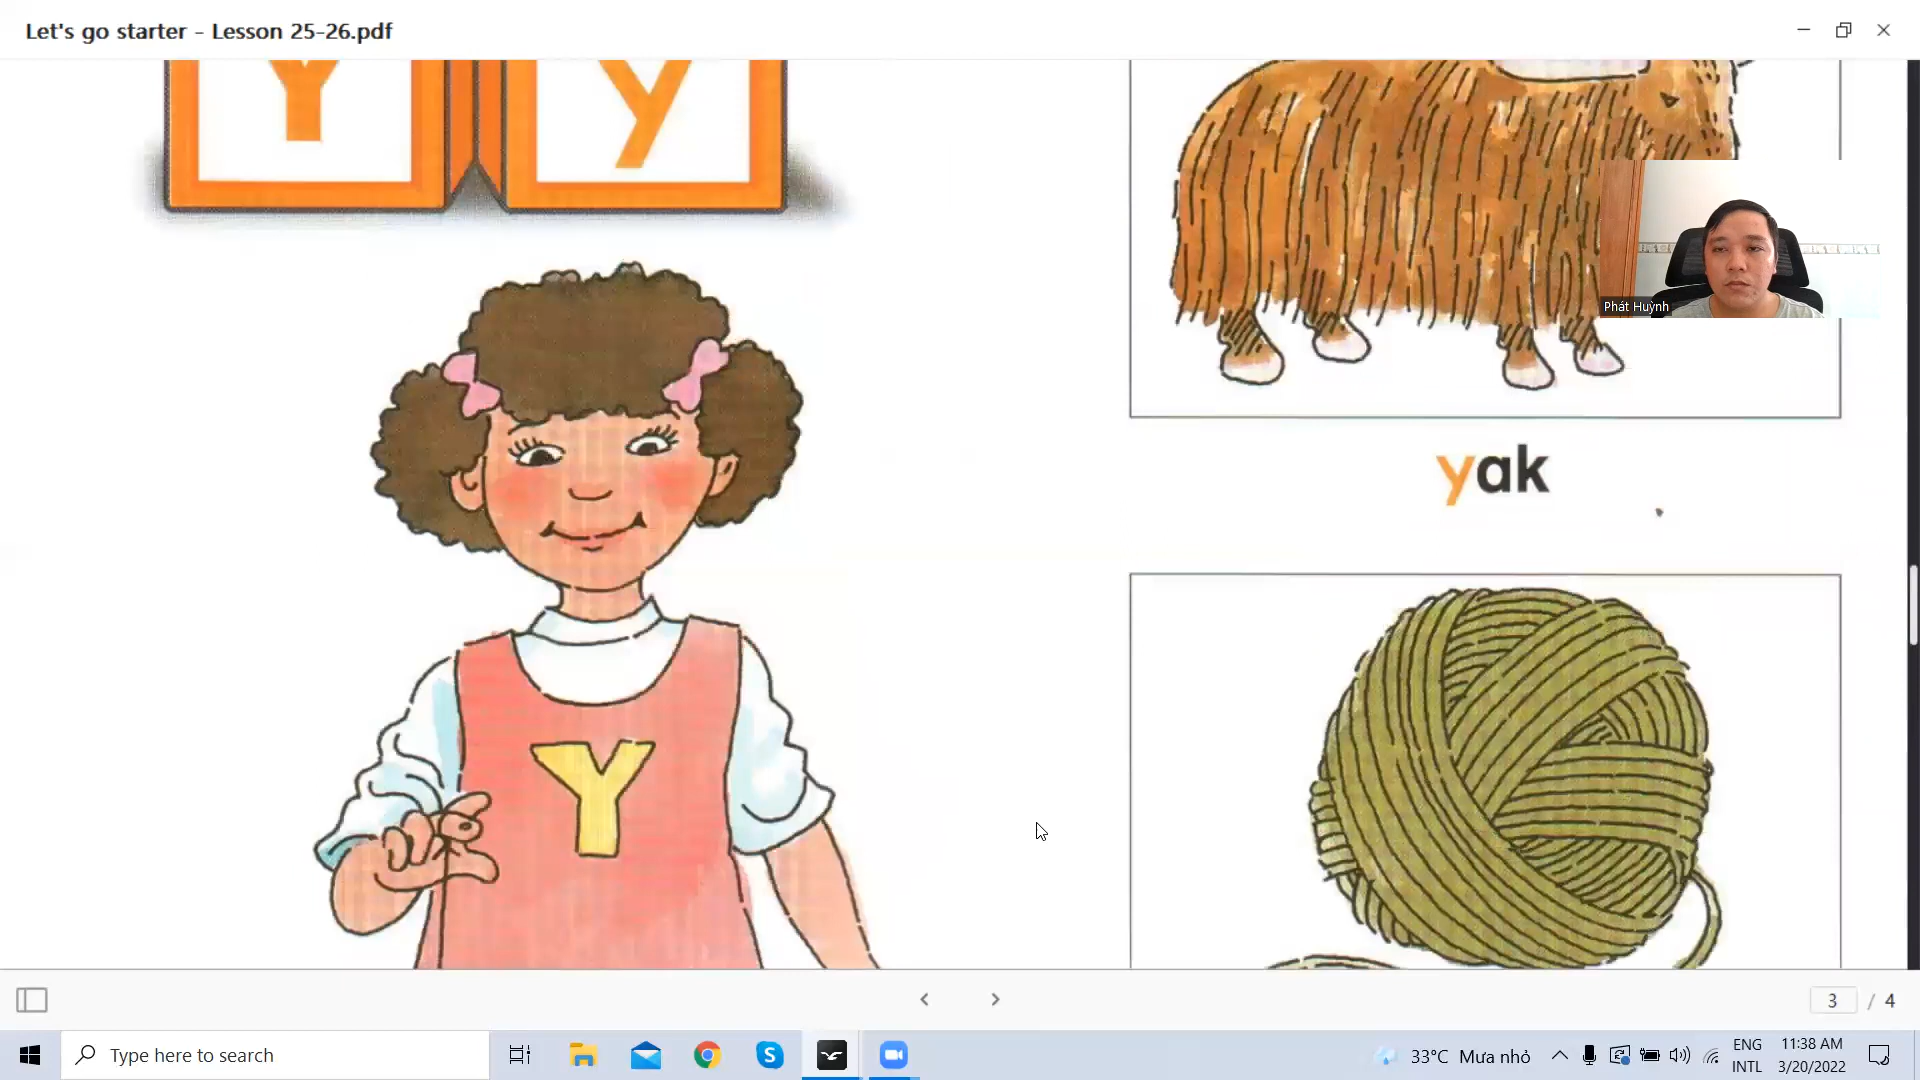 Let's go starter - Lesson 25-26.pdf
Y y
Phát Huỳnh
yak
Y
3 / 4
Type here to search
33°C Mưa nhỏ
ENG
INTL
11:38 AM
3/20/2022